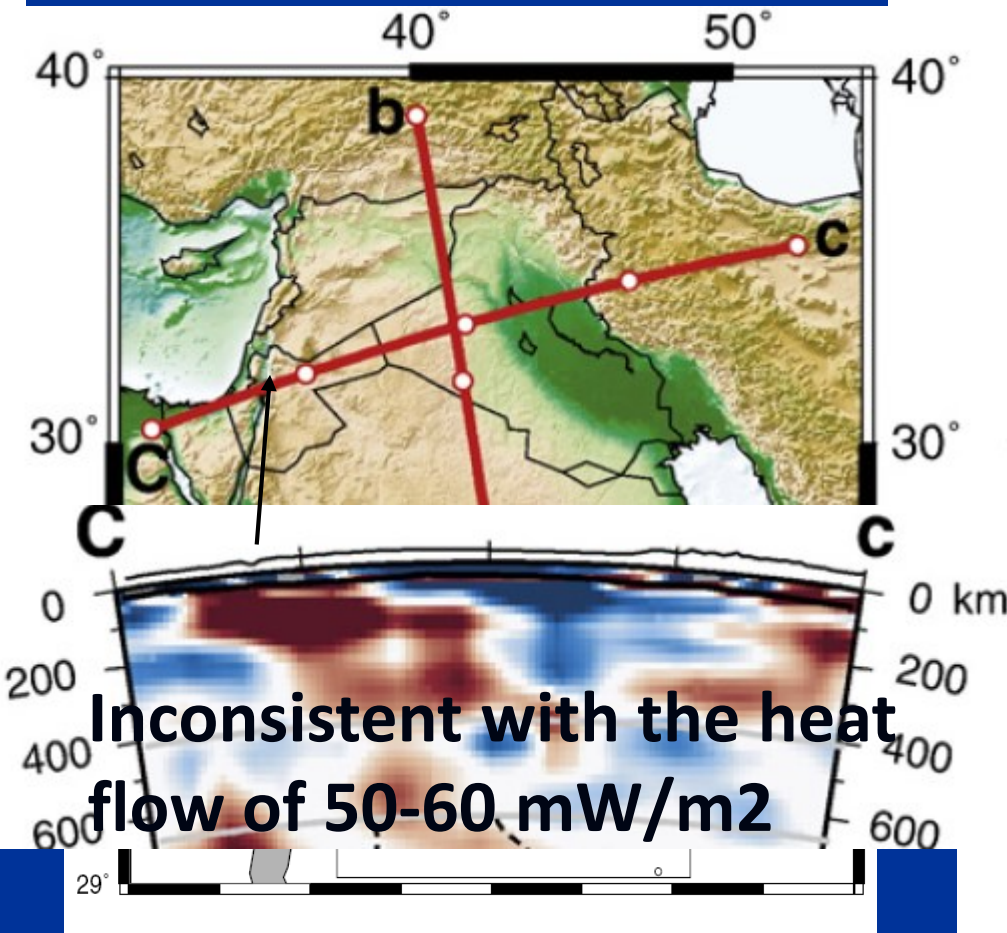 40° 50°
40° 40°
b
c
30° 30°
C
C c
0 0 km
200 200
Inconsistent with the heat
400 400
flow of 50-60 mW/m2
600 600
29°